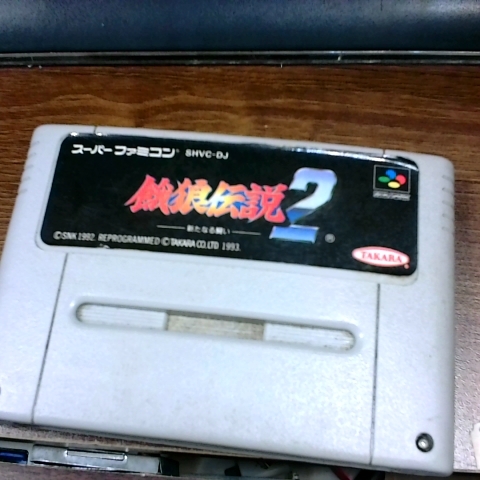 スーパーファミコン® SHVC-DJ
餓狼伝説2
新たなる闘い
®
©SNK 1992. REPROGRAMMED ©TAKARA CO.LTD 1993.
TAKARA